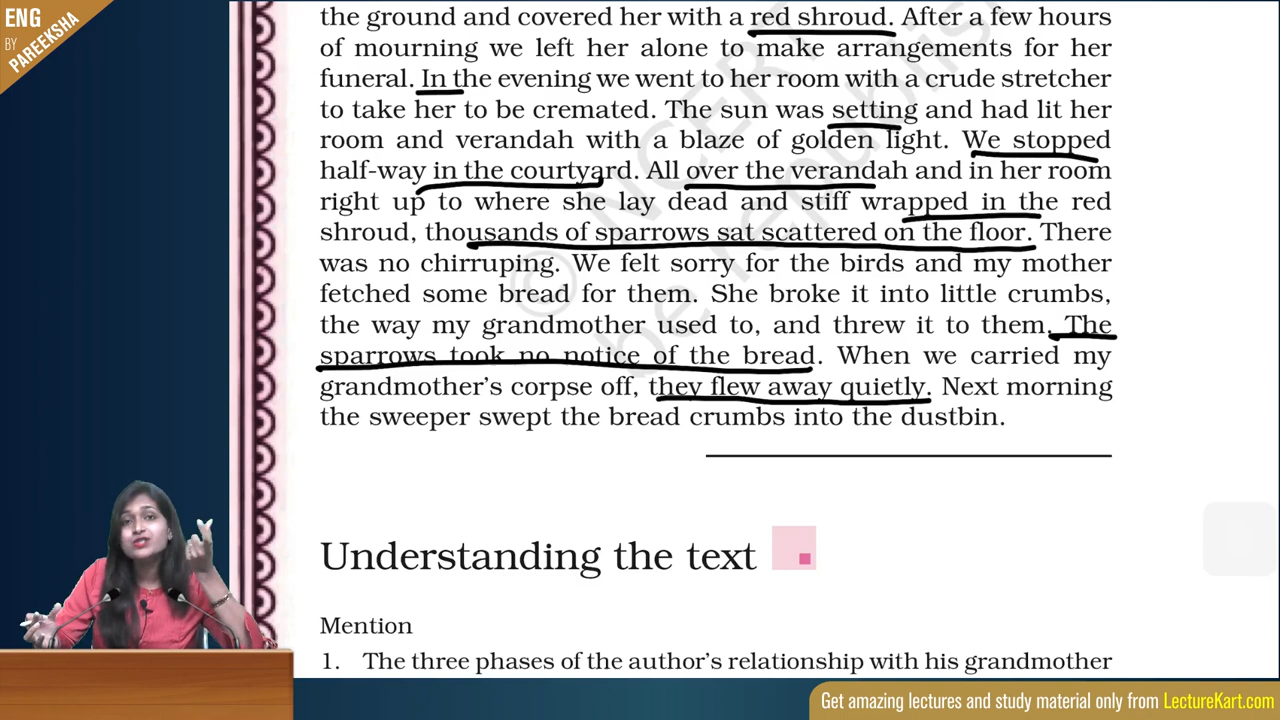 ENG
BY
PAREEKSHA
the ground and covered her with a red shroud. After a few hours
of mourning we left her alone to make arrangements for her
funeral. In the evening we went to her room with a crude stretcher
to take her to be cremated. The sun was setting and had lit her
room and verandah with a blaze of golden light. We stopped
half-way in the courtyard. All over the verandah and in her room
right up to where she lay dead and stiff wrapped in the red
shroud, thousands of sparrows sat scattered on the floor. There
was no chirruping. We felt sorry for the birds and my mother
fetched some bread for them. She broke it into little crumbs,
the way my grandmother used to, and threw it to them. The
sparrows took no notice of the bread. When we carried my
grandmother's corpse off, they flew away quietly. Next morning
the sweeper swept the bread crumbs into the dustbin.
Understanding the text
Mention
1. The three phases of the author's relationship with his grandmother
Get amazing lectures and study material only from LectureKart.com